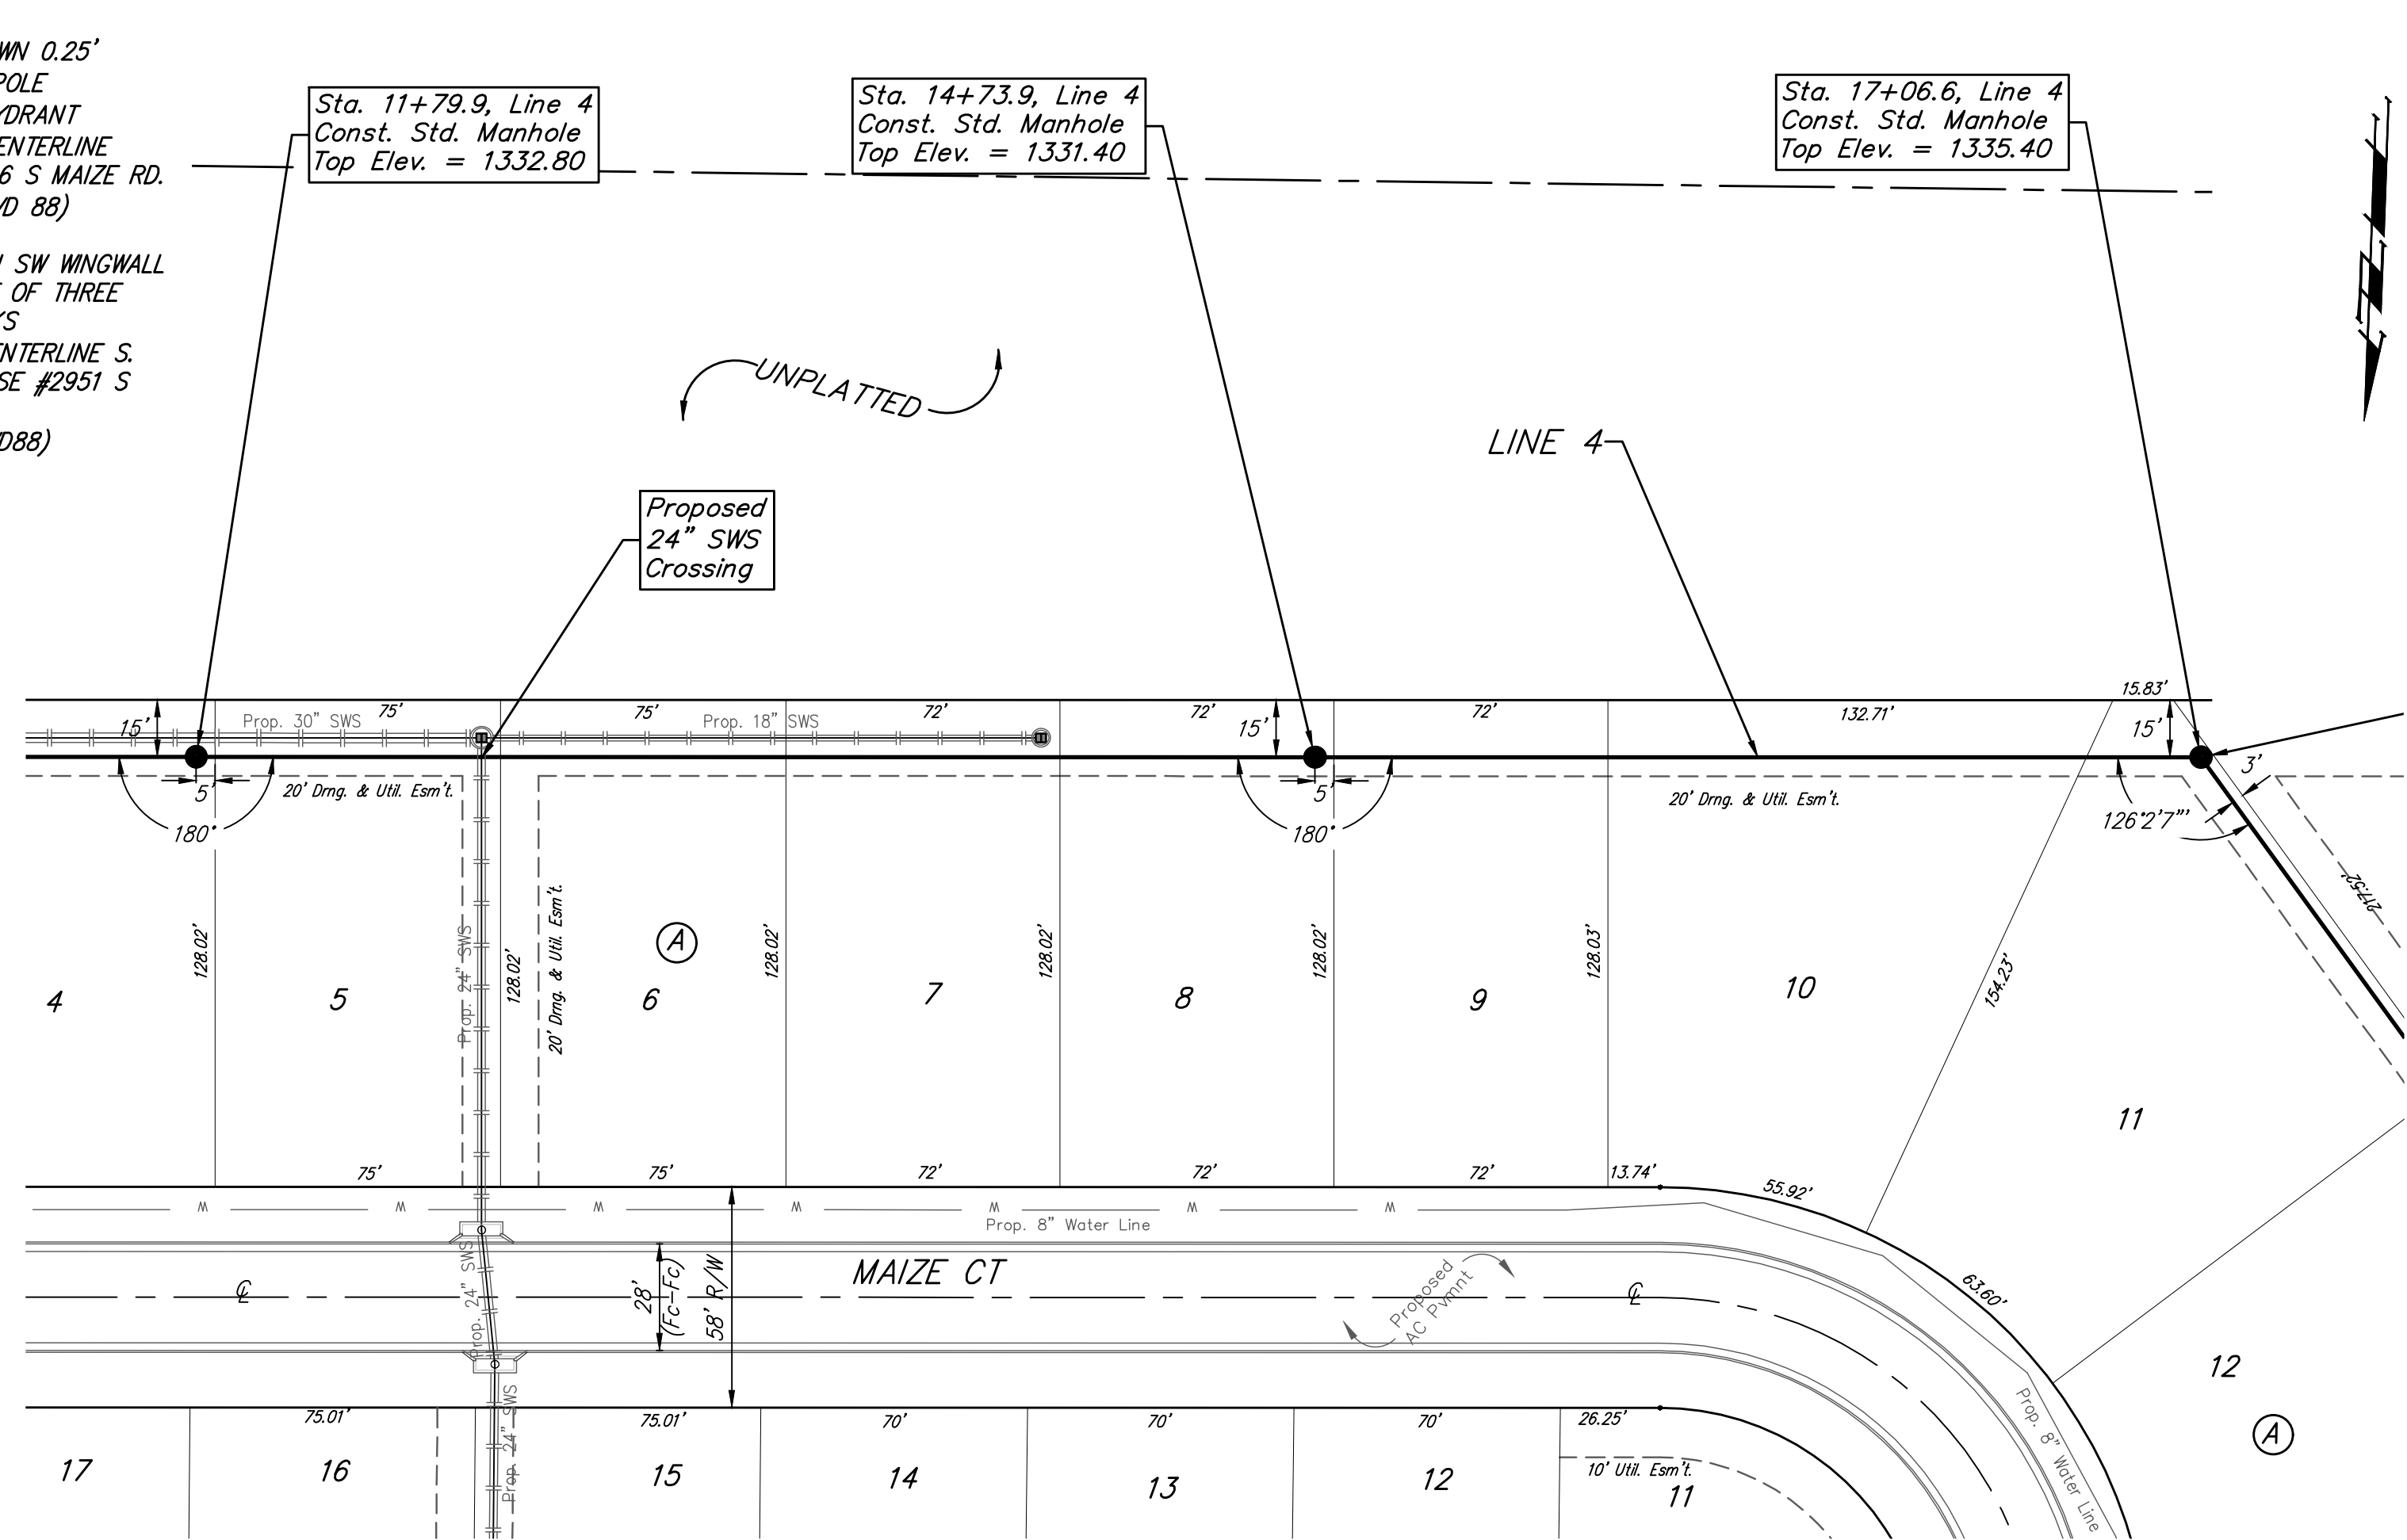 WN 0.25'
POLE
YDRANT
ENTERLINE
6 S MAIZE RD.
VD 88)
SW WINGWALL
OF THREE
KS
ENTERLINE S.
SE #2951 S
D88)
Sta. 11+79.9, Line 4
Const. Std. Manhole
Top Elev. = 1332.80
Sta. 14+73.9, Line 4
Const. Std. Manhole
Top Elev. = 1331.40
Sta. 17+06.6, Line 4
Const. Std. Manhole
Top Elev. = 1335.40
UNPLATTED
LINE 4
Proposed
24" SWS
Crossing
15'
Prop. 30" SWS
75'
75'
Prop. 18" SWS
72'
72'
15'
72'
132.71'
15.83'
15'
5'
20' Drng. & Util. Esm't.
180°
5'
180°
20' Drng. & Util. Esm't.
126°2'7"'
3'
217.52'
128.02'
Prop. 24" SWS
128.02'
20' Drng. & Util. Esm't.
A
128.02'
128.02'
128.02'
128.03'
154.23'
4
5
6
7
8
9
10
11
75'
75'
72'
72'
72'
13.74'
55.92'
W W W W W W W
Prop. 8" Water Line
Prop. 24" SWS
28'
(Fc-Fc)
58' R/W
MAIZE CT
Proposed
AC Pvmnt
63.60'
12
A
Prop. 8" Water Line
75.01'
75.01'
70'
70'
70'
26.25'
Prop. 24" SWS
10' Util. Esm't.
17
16
15
14
13
12
11